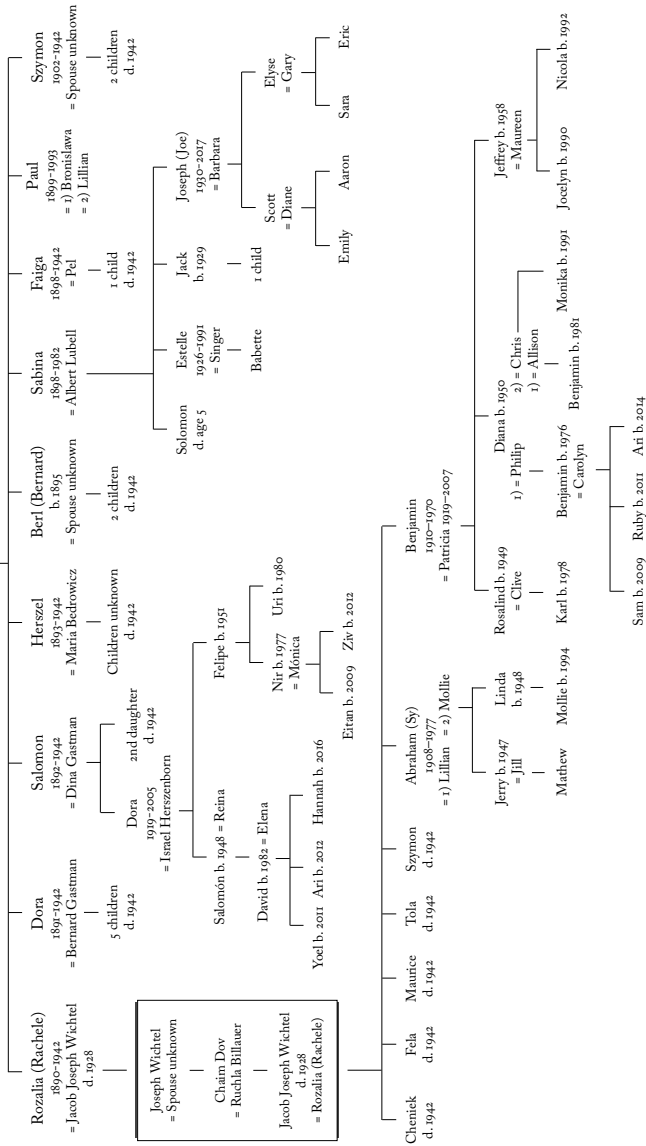 Rozalia (Rachele)
1890–1942
= Jacob Joseph Wichtel
d. 1928
Dora
1891–1942
= Bernard Gastman
5 children
d. 1942
Salomon
1892–1942
= Dina Gastman
Dora
1919–2005
= Israel Herszenborn
2nd daughter
d. 1942
Salomón b. 1948 = Reina
David b. 1982 = Elena
Yoel b. 2011
Ari b. 2012
Hannah b. 2016
Felipe b. 1951
Nir b. 1977
= Mónica
Uri b. 1980
Eitan b. 2009
Ziv b. 2012
Herszel
1893–1942
= Maria Bedrowicz
Children unknown
d. 1942
Berl (Bernard)
b. 1895
= Spouse unknown
2 children
d. 1942
Sabina
1898–1982
= Albert Lubell
Solomon
d. age 5
Estelle
1926–1991
= Singer
Babette
Jack
b. 1929
1 child
Joseph (Joe)
1930–2017
= Barbara
Scott
= Diane
Emily
Aaron
Elyse
= Gary
Sara
Eric
Faiga
1898–1942
= Pel
1 child
d. 1942
Paul
1899–1993
= 1) Bronislawa
= 2) Lillian
Szymon
1902–1942
= Spouse unknown
2 children
d. 1942
Joseph Wichtel
= Spouse unknown
Chaim Dov
= Ruchla Billauer
Jacob Joseph Wichtel
d. 1928
= Rozalia (Rachele)
Cheniek
d. 1942
Fela
d. 1942
Maurice
d. 1942
Tola
d. 1942
Szymon
d. 1942
Abraham (Sy)
1908–1977
= 1) Lillian = 2) Mollie
Jerry b. 1947
= Jill
Mathew
Linda
b. 1948
Mollie b. 1994
Benjamin
1910–1970
= Patricia 1919–2007
Rosalind b. 1949
= Clive
Karl b. 1978
Diana b. 1950
1) = Philip
2) = Chris
1) = Allison
Benjamin b. 1976
= Carolyn
Benjamin b. 1981
Monika b. 1991
Sam b. 2009
Ruby b. 2011
Ari b. 2014
Jeffrey b. 1958
= Maureen
Jocelyn b. 1990
Nicola b. 1992